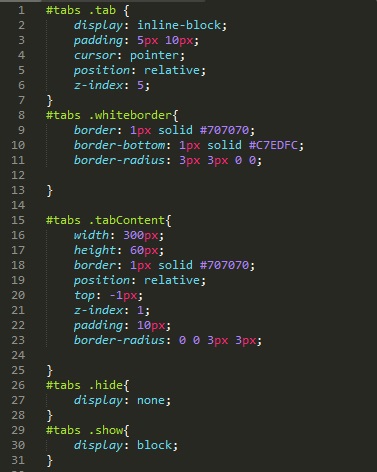 1 #tabs .tab {
2     display: inline-block;
3     padding: 5px 10px;
4     cursor: pointer;
5     position: relative;
6     z-index: 5;
7 }
8 #tabs .whiteborder{
9     border: 1px solid #707070;
10     border-bottom: 1px solid #C7EDFC;
11     border-radius: 3px 3px 0 0;
12
13 }
14
15 #tabs .tabContent{
16     width: 300px;
17     height: 60px;
18     border: 1px solid #707070;
19     position: relative;
20     top: -1px;
21     z-index: 1;
22     padding: 10px;
23     border-radius: 0 0 3px 3px;
24
25 }
26 #tabs .hide{
27     display: none;
28 }
29 #tabs .show{
30     display: block;
31 }